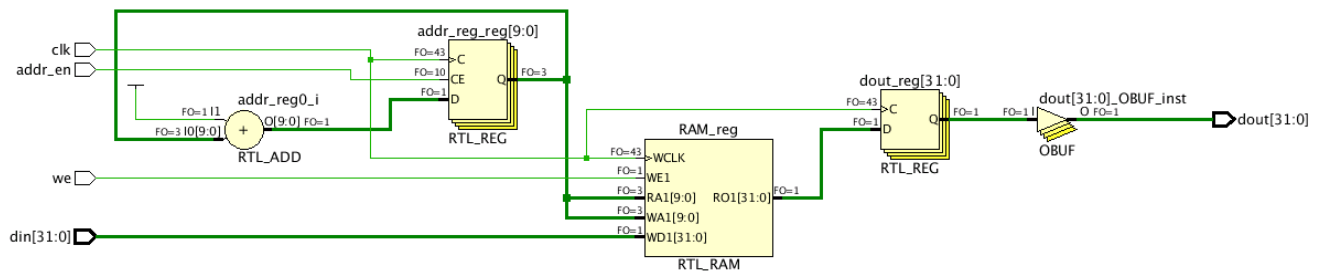 addr_reg_reg[9:0]
clk
FO=43
C
addr_en
FO=10
CE
Q
FO=3
FO=1
D
RTL_REG
addr_reg0_i
FO=1
I1
FO=3
I0[9:0]
+
O[9:0]
FO=1
RTL_ADD
we
din[31:0]
RAM_reg
FO=43
WCLK
FO=1
WE1
FO=3
RA1[9:0]
RO1[31:0]
FO=1
FO=3
WA1[9:0]
FO=1
WD1[31:0]
RTL_RAM
dout_reg[31:0]
FO=43
C
FO=1
D
Q
FO=1
RTL_REG
dout[31:0]_OBUF_inst
FO=1
I
O
FO=1
OBUF
dout[31:0]